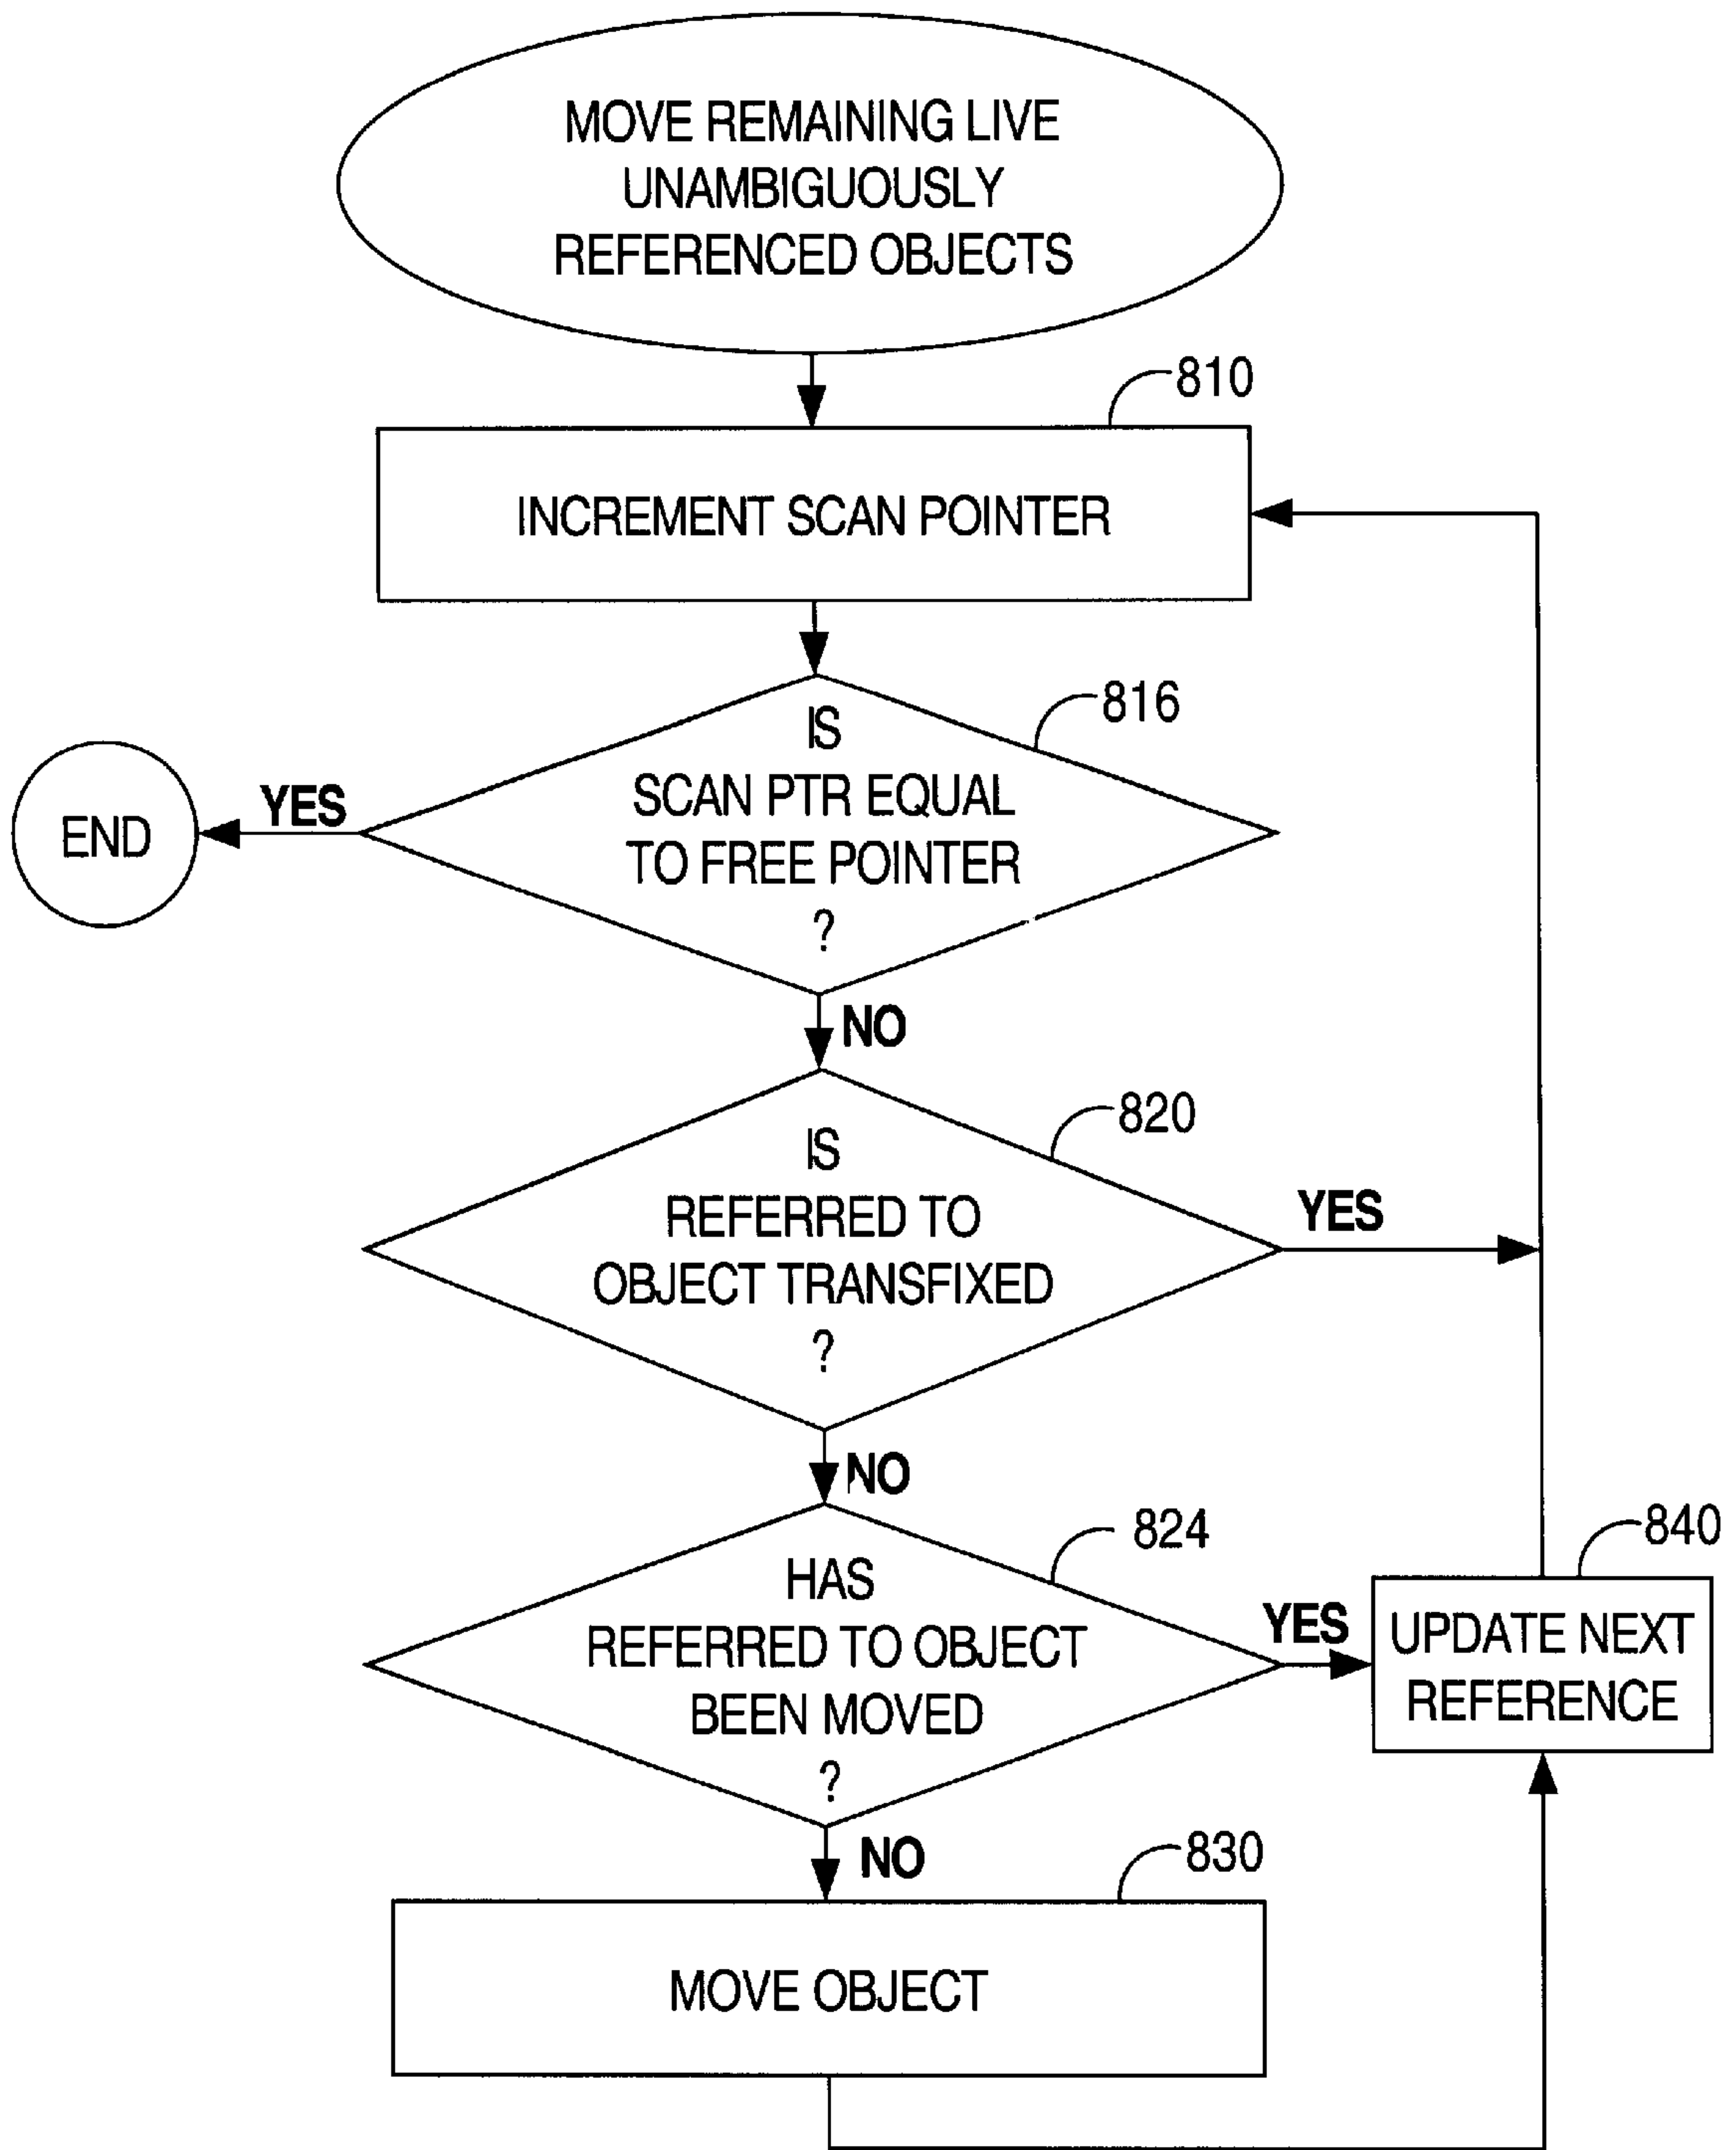 MOVE REMAINING LIVE
UNAMBIGUOUSLY
REFERENCED OBJECTS
810
INCREMENT SCAN POINTER
816
IS
SCAN PTR EQUAL
TO FREE POINTER
?
YES
END
NO
820
IS
REFERRED TO
OBJECT TRANSFIXED
?
YES
NO
824
HAS
REFERRED TO OBJECT
BEEN MOVED
?
YES
840
UPDATE NEXT
REFERENCE
NO
830
MOVE OBJECT